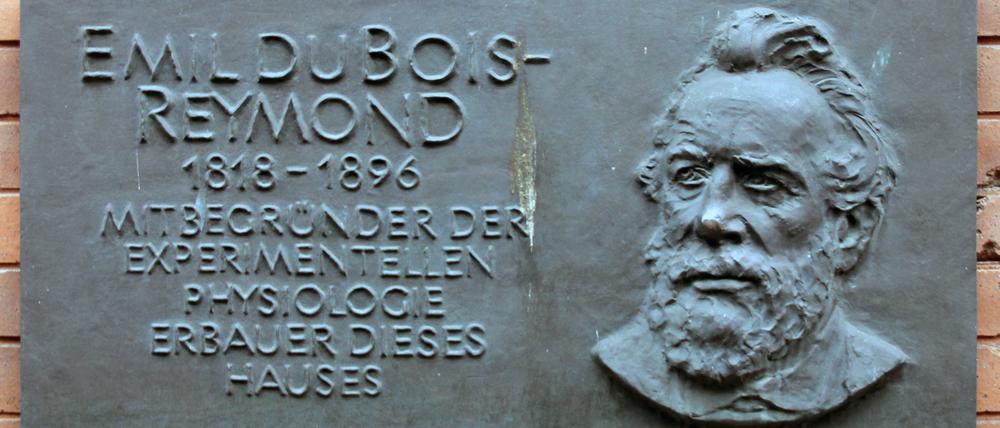 EMIL DU BOIS-
REYMOND
1818-1896
MITBEGRÜNDER DER
EXPERIMENTELLEN
PHYSIOLOGIE
ERBAUER DIESES
HAUSES